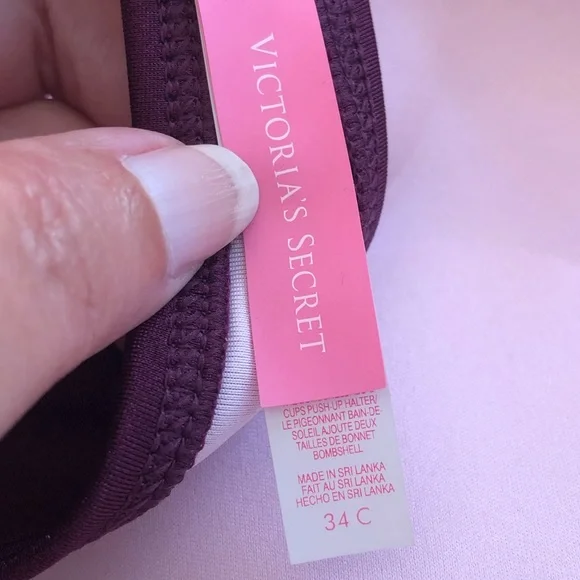 VICTORIA'S SECRET
CUPS PUSH-UP HALTER/
LE PIGEONNANT BAIN-DE-
SOLEIL AJOUTE DEUX
TAILLES DE BONNET
BOMBSHELL
MADE IN SRI LANKA
FAIT AU SRI LANKA
HECHO EN SRI LANKA
34 C